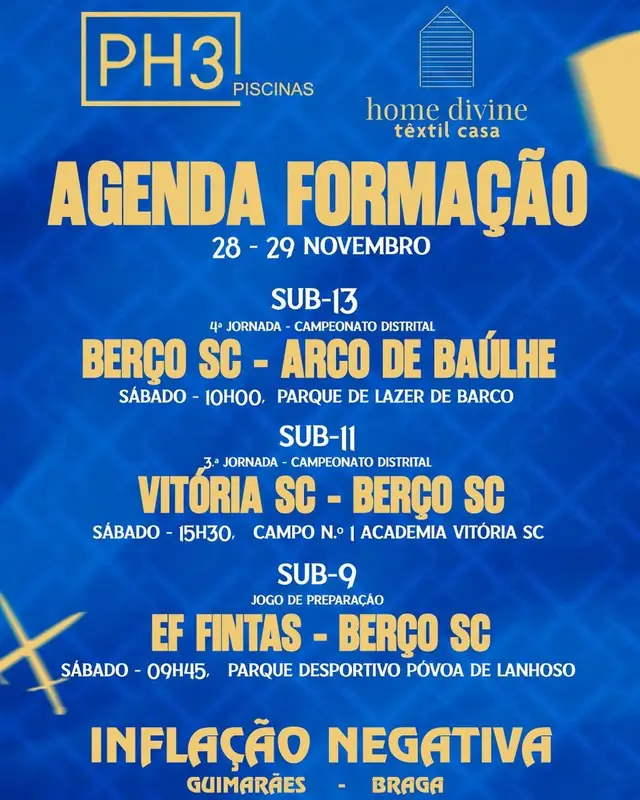 PH3
PISCINAS
home divine
têxtil casa
AGENDA FORMAÇÃO
28 - 29 NOVEMBRO
SUB-13
4ª JORNADA - CAMPEONATO DISTRITAL
BERÇO SC - ARCO DE BAÚLHE
SÁBADO - 10H00, PARQUE DE LAZER DE BARCO
SUB-11
3.ª JORNADA - CAMPEONATO DISTRITAL
VITÓRIA SC - BERÇO SC
SÁBADO - 15H30, CAMPO N.º 1 ACADEMIA VITÓRIA SC
SUB-9
JOGO DE PREPARAÇÃO
EF FINTAS - BERÇO SC
SÁBADO - 09H45, PARQUE DESPORTIVO PÓVOA DE LANHOSO
INFLAÇÃO NEGATIVA
GUIMARÃES - BRAGA